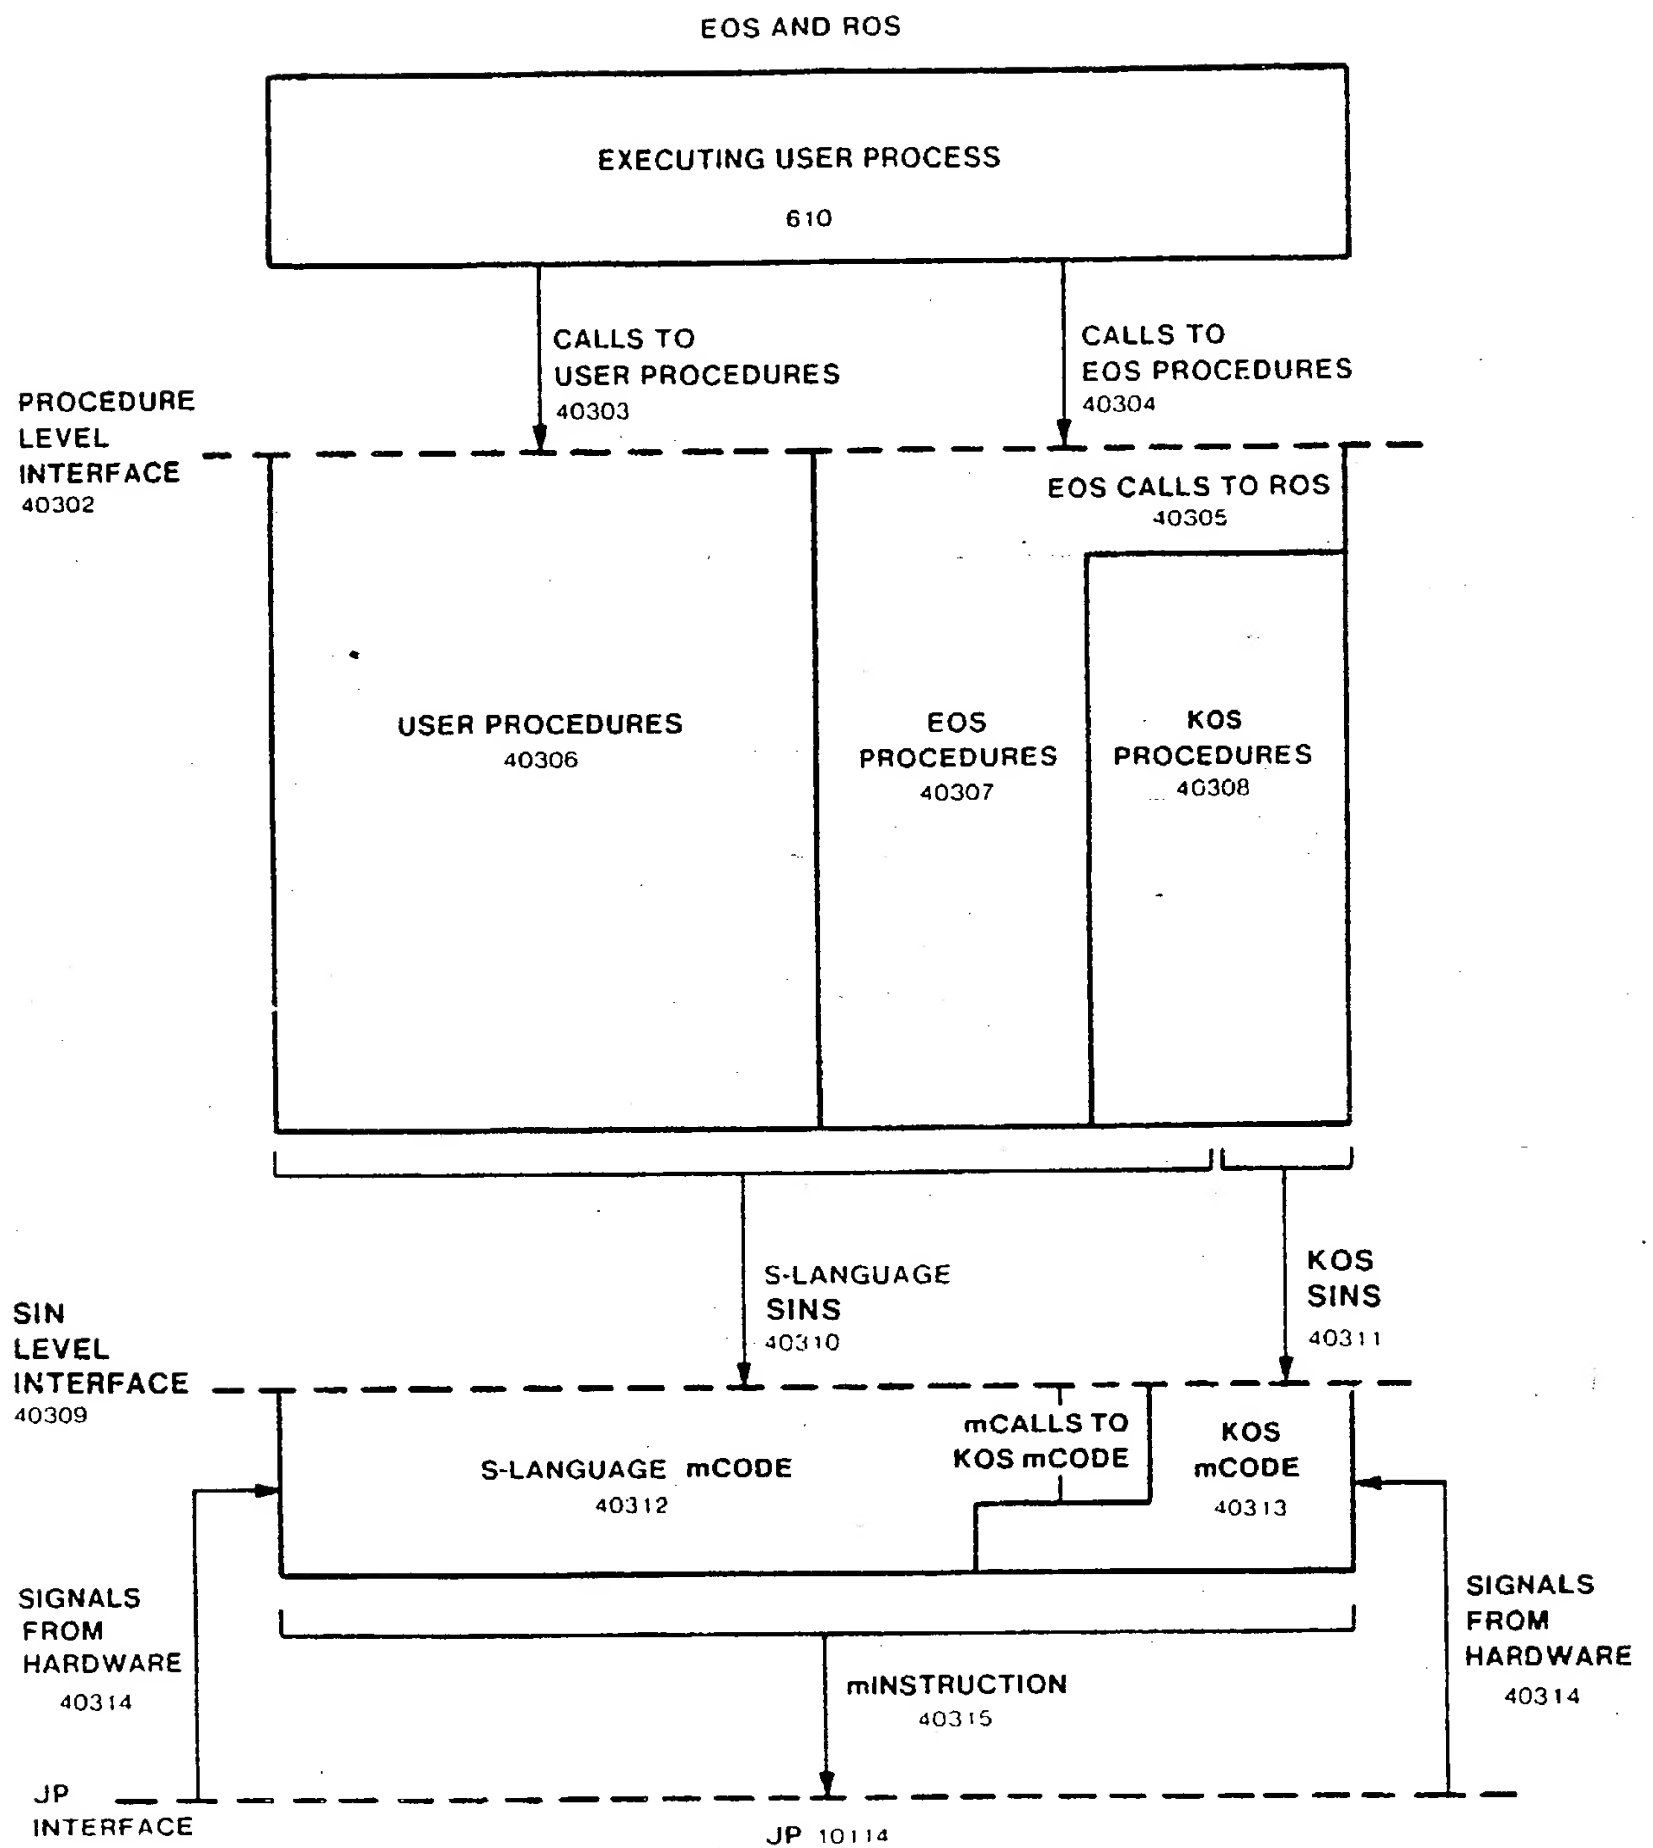 EOS AND ROS
EXECUTING USER PROCESS
610
CALLS TO
USER PROCEDURES
40303
CALLS TO
EOS PROCEDURES
40304
PROCEDURE
LEVEL
INTERFACE
40302
EOS CALLS TO ROS
40305
USER PROCEDURES
40306
EOS
PROCEDURES
40307
KOS
PROCEDURES
40308
S-LANGUAGE
SINS
40310
KOS
SINS
40311
SIN
LEVEL
INTERFACE
40309
S-LANGUAGE mCODE
40312
mCALLS TO
KOS mCODE
KOS
mCODE
40313
SIGNALS
FROM
HARDWARE
40314
SIGNALS
FROM
HARDWARE
40314
mINSTRUCTION
40315
JP
INTERFACE
JP 10114